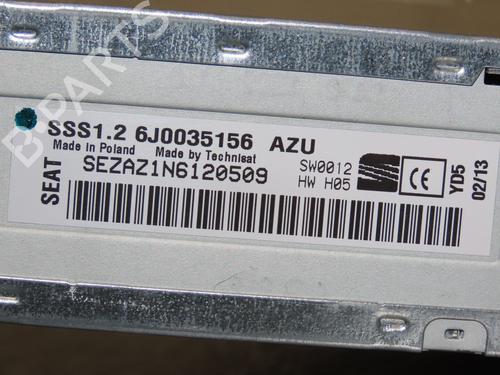 B-PARTS
SSS1.2 6J0035156 AZU
Made in Poland Made by Technisat
SEAT
SEZAZ1N6120509
SW0012
HW H05
CE
YD5
02/13